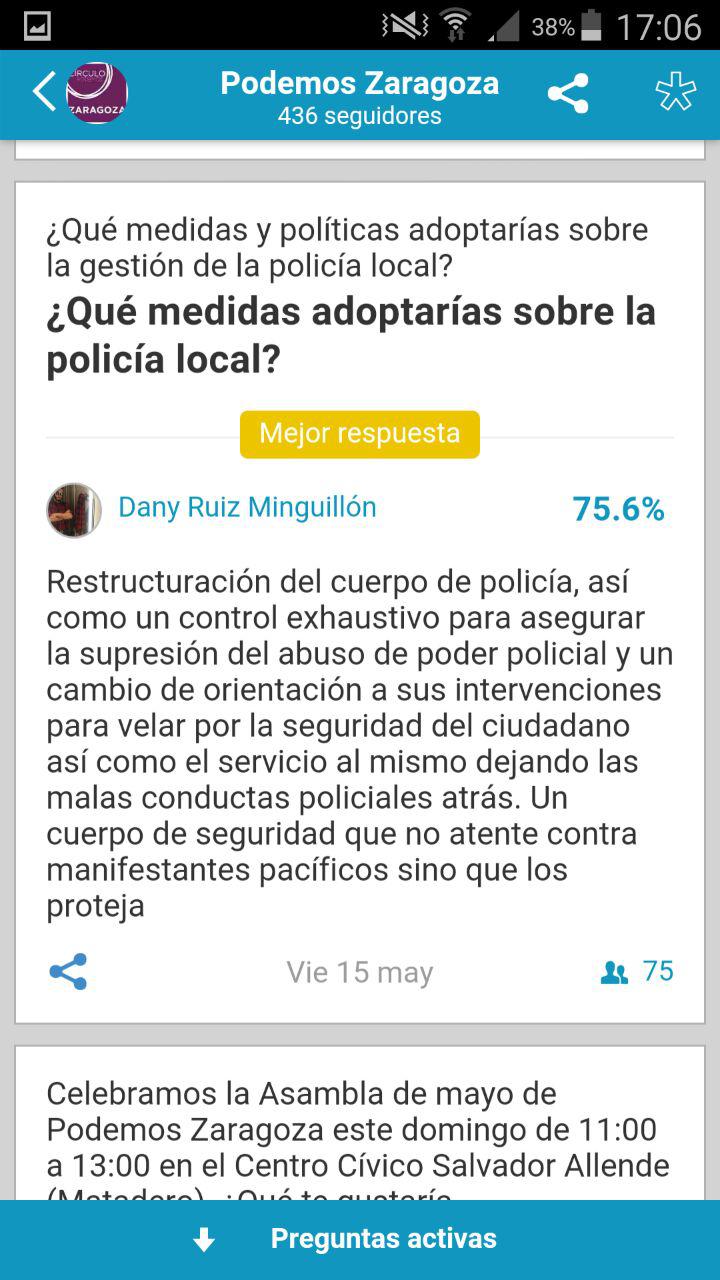 38%
17:06
CÍRCULO
PODEMOS
ZARAGOZA
Podemos Zaragoza
436 seguidores
¿Qué medidas y políticas adoptarías sobre
la gestión de la policía local?
¿Qué medidas adoptarías sobre la
policía local?
Mejor respuesta
Dany Ruiz Minguillón
75.6%
Restructuración del cuerpo de policía, así
como un control exhaustivo para asegurar
la supresión del abuso de poder policial y un
cambio de orientación a sus intervenciones
para velar por la seguridad del ciudadano
así como el servicio al mismo dejando las
malas conductas policiales atrás. Un
cuerpo de seguridad que no atente contra
manifestantes pacíficos sino que los
proteja
Vie 15 may
75
Celebramos la Asambla de mayo de
Podemos Zaragoza este domingo de 11:00
a 13:00 en el Centro Cívico Salvador Allende
(Matadero). ¿Qué te gustaría
Preguntas activas